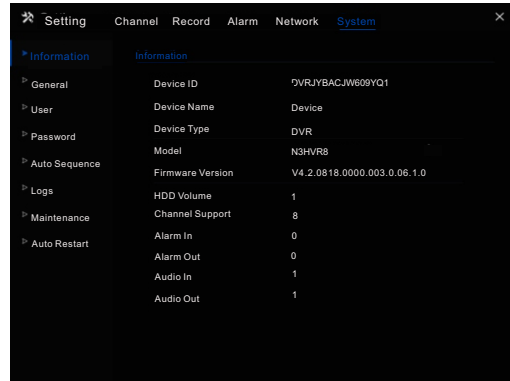 Setting Channel Record Alarm Network System
Information Information
General Device ID DVRJYBACJW609YQ1
User Device Name Device
Password Device Type DVR
Model N3HVR8
Auto Sequence Firmware Version V4.2.0818.0000.003.0.06.1.0
Logs HDD Volume 1
Maintenance Channel Support 8
Auto Restart Alarm In 0
Alarm Out 0
Audio In 1
Audio Out 1